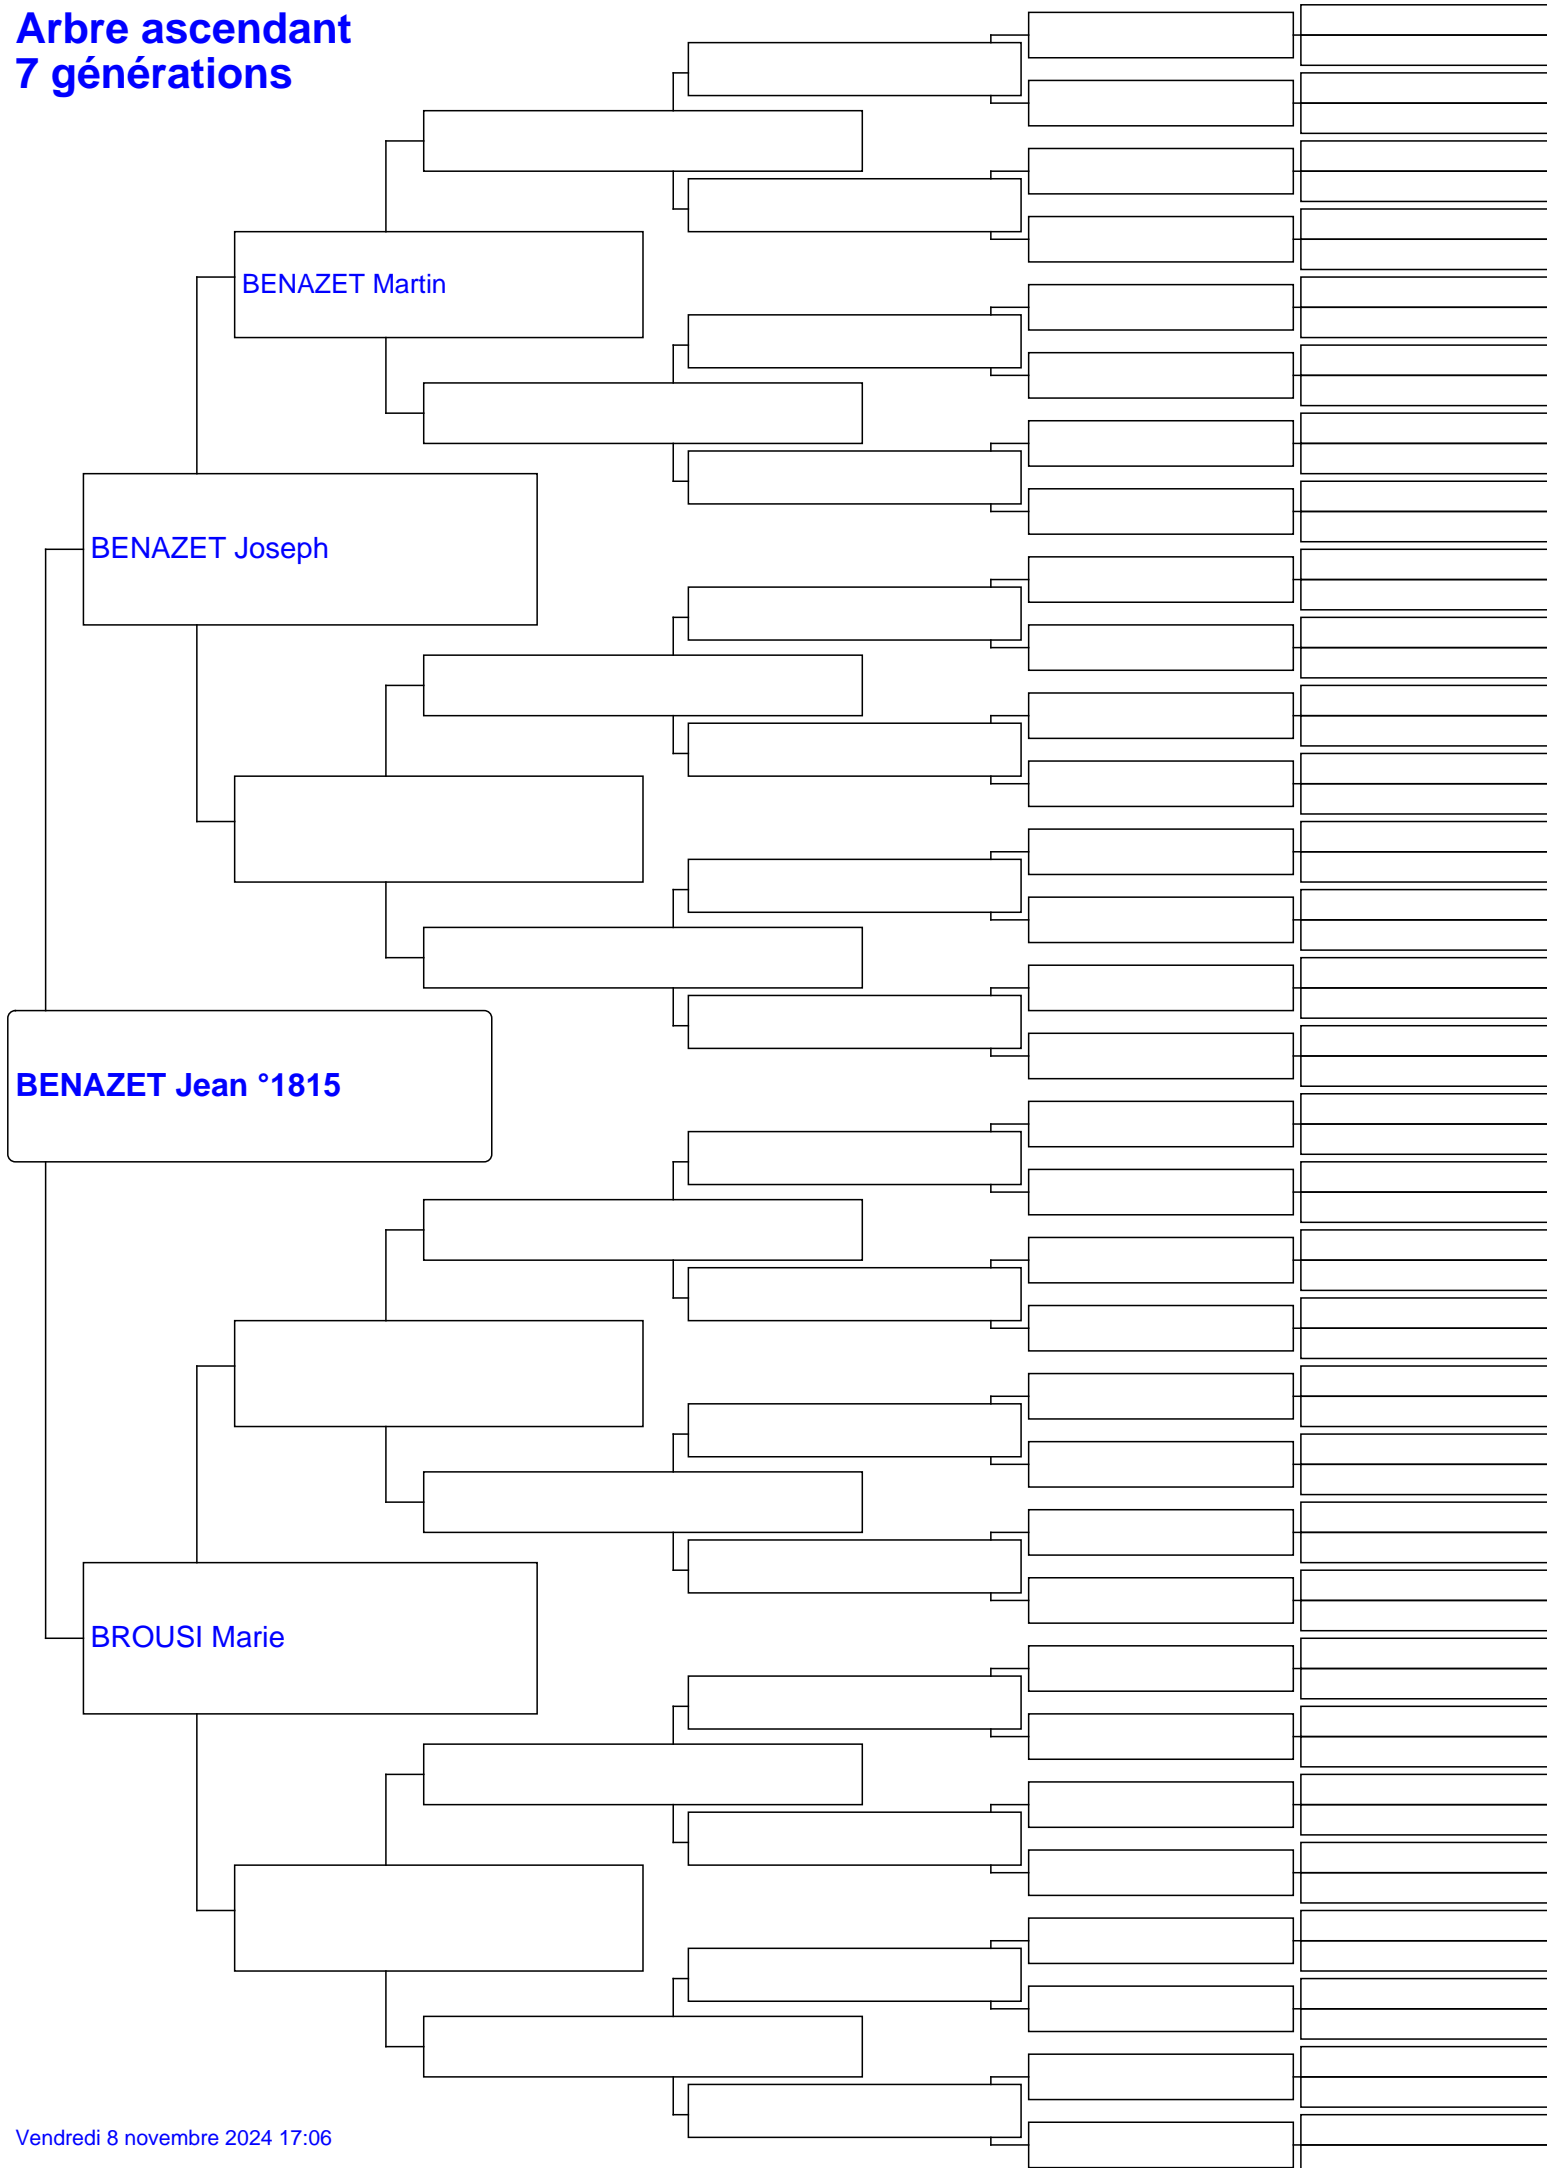 Arbre ascendant
7 générations
BENAZET Martin
BENAZET Joseph
BENAZET Jean °1815
BROUSI Marie
Vendredi 8 novembre 2024 17:06